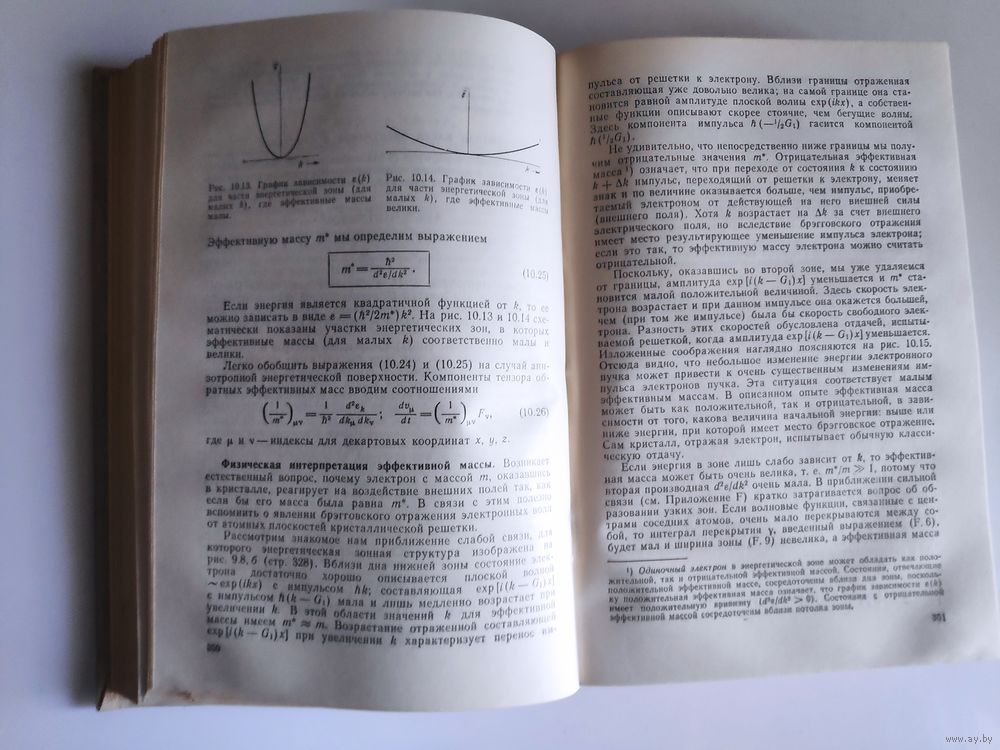 Рис. 10.13. График зависимости ε(k)
для части энергетической зоны (для
малых k), где эффективные массы
малы.
Рис. 10.14. График зависимости ε(k)
для части энергетической зоны (для
малых k), где эффективные массы
велики.
Эффективную массу m* мы определим выражением
m* = ħ² / (d²ε/dk²) . (10.25)
Если энергия является квадратичной функцией от k, то ее
можно записать в виде ε = (ħ²/2m*) k². На рис. 10.13 и 10.14 схе-
матически показаны участки энергетических зон, в которых
эффективные массы (для малых k) соответственно малы и
велики.
Легко обобщить выражения (10.24) и (10.25) на случай ани-
зотропной энергетической поверхности. Компоненты тензора об-
ратных эффективных масс вводим соотношениями
(1/m*)μν = (1/ħ²) d²εk/(dkμ dkν); dvμ/dt = (1/m*)μν Fν, (10.26)
где μ и ν — индексы для декартовых координат x, y, z.
Физическая интерпретация эффективной массы. Возникает
естественный вопрос, почему электрон с массой m, оказавшись
в кристалле, реагирует на воздействие внешних полей так, как
если бы его масса была равна m*. В связи с этим полезно
вспомнить о явлении брэгговского отражения электронных волн
от атомных плоскостей кристаллической решетки.
Рассмотрим знакомое нам приближение слабой связи, для
которого энергетическая зонная структура изображена на
рис. 9.8, б (стр. 328). Вблизи дна нижней зоны состояние элек-
трона достаточно хорошо описывается плоской волной
~exp(ikx) с импульсом ħk; составляющая exp[i(k — G₁)x]
с импульсом ħ(k — G₁) мала и лишь медленно возрастает при
увеличении k. В этой области значений k для эффективной
массы имеем m* ≈ m. Возрастание отраженной составляющей
exp[i(k — G₁)x] при увеличении k характеризует перенос им-
350
пульса от решетки к электрону. Вблизи границы отраженная
составляющая уже довольно велика; на самой границе она ста-
новится равной амплитуде плоской волны exp(ikx), а собствен-
ные функции описывают скорее стоячие, чем бегущие волны.
Здесь компонента импульса ħ(—¹/₂G₁) гасится компонентой
ħ(¹/₂G₁).
Не удивительно, что непосредственно ниже границы мы полу-
чим отрицательные значения m*. Отрицательная эффективная
масса¹) означает, что при переходе от состояния k к состоянию
k + Δk импульс, переходящий от решетки к электрону, меняет
знак и по величине оказывается больше, чем импульс, приобре-
таемый электроном от действующей на него внешней силы
(внешнего поля). Хотя k возрастает на Δk за счет внешнего
электрического поля, но вследствие брэгговского отражения
имеет место результирующее уменьшение импульса электрона;
если это так, то эффективную массу электрона можно считать
отрицательной.
Поскольку, оказавшись во второй зоне, мы уже удаляемся
от границы, амплитуда exp[i(k — G₁)x] уменьшается и m* ста-
новится малой положительной величиной. Здесь скорость элек-
трона возрастает и при данном импульсе она окажется большей,
чем (при том же импульсе) была бы скорость свободного элек-
трона. Разность этих скоростей обусловлена отдачей, испыты-
ваемой решеткой, когда амплитуда exp[i(k — G₁)x] уменьшается.
Изложенные соображения наглядно поясняются на рис. 10.15.
Отсюда видно, что небольшое изменение энергии электронного
пучка может привести к очень существенным изменениям им-
пульса электронов пучка. Эта ситуация соответствует малым
эффективным массам. В описанном опыте эффективная масса
может быть как положительной, так и отрицательной, в зави-
симости от того, какова величина начальной энергии: выше или
ниже энергии, при которой имеет место брэгговское отражение.
Сам кристалл, отражая электрон, испытывает обычную класси-
ческую отдачу.
Если энергия в зоне лишь слабо зависит от k, то эффектив-
ная масса может быть очень велика, т. е. m*/m ≫ 1, потому что
вторая производная d²ε/dk² очень мала. В приближении сильной
связи (см. Приложение F) кратко затрагивается вопрос об об-
разовании узких зон. Если волновые функции, связанные с цен-
трами соседних атомов, очень мало перекрываются между со-
бой, то интеграл перекрытия γ, введенный выражением (F.6),
будет мал и ширина зоны (F.9) невелика, а эффективная масса
¹) Одиночный электрон в энергетической зоне может обладать как поло-
жительной, так и отрицательной эффективной массой. Состояния, отвечающие
положительной эффективной массе, сосредоточены вблизи дна зоны, посколь-
ку положительная эффективная масса означает, что график зависимости ε(k)
имеет положительную кривизну (d²ε/dk² > 0). Состояния с отрицательной
эффективной массой сосредоточены вблизи потолка зоны.
351
www.ay.by